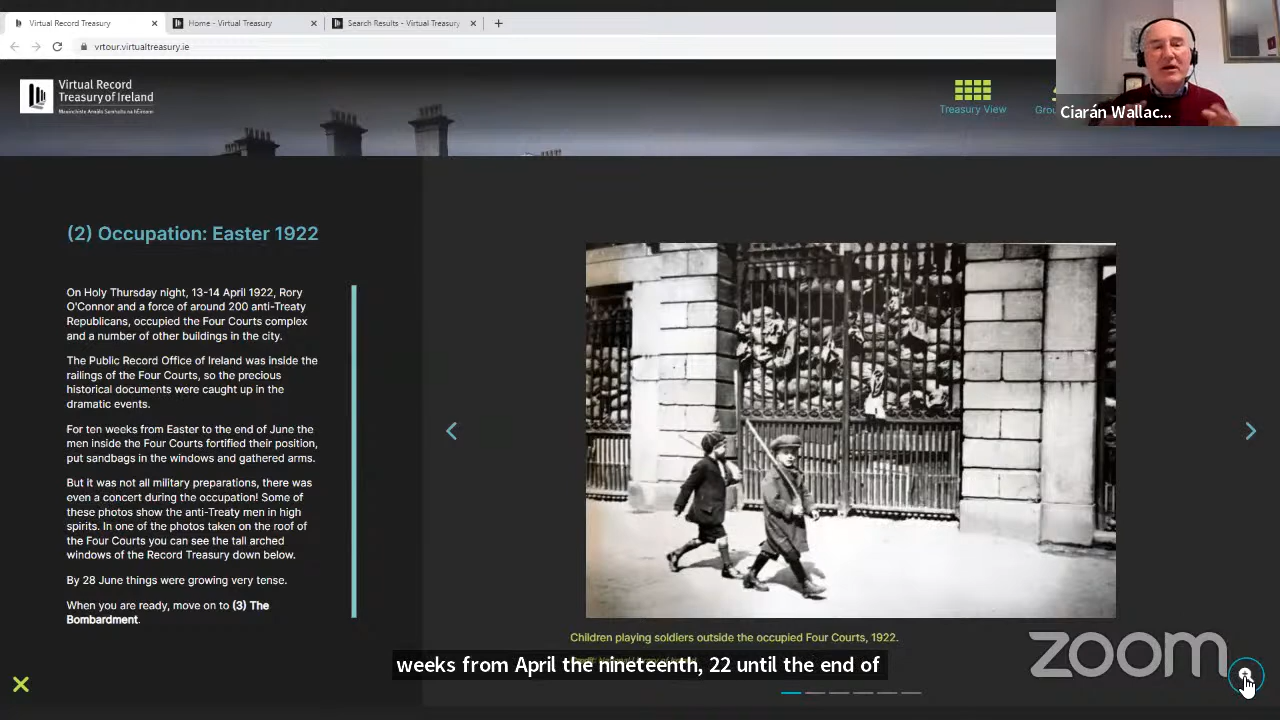 Virtual Record Treasury
Home - Virtual Treasury
Search Results - Virtual Treasury
vrtour.virtualtreasury.ie
Virtual Record
Treasury of Ireland
Treasury View
Grou
Ciarán Wallac...
(2) Occupation: Easter 1922
On Holy Thursday night, 13-14 April 1922, Rory
O'Connor and a force of around 200 anti-Treaty
Republicans, occupied the Four Courts complex
and a number of other buildings in the city.
The Public Record Office of Ireland was inside the
railings of the Four Courts, so the precious
historical documents were caught up in the
dramatic events.
For ten weeks from Easter to the end of June the
men inside the Four Courts fortified their position,
put sandbags in the windows and gathered arms.
But it was not all military preparations, there was
even a concert during the occupation! Some of
these photos show the anti-Treaty men in high
spirits. In one of the photos taken on the roof of
the Four Courts you can see the tall arched
windows of the Record Treasury down below.
By 28 June things were growing very tense.
When you are ready, move on to (3) The
Bombardment.
Children playing soldiers outside the occupied Four Courts, 1922.
weeks from April the nineteenth, 22 until the end of
zoom